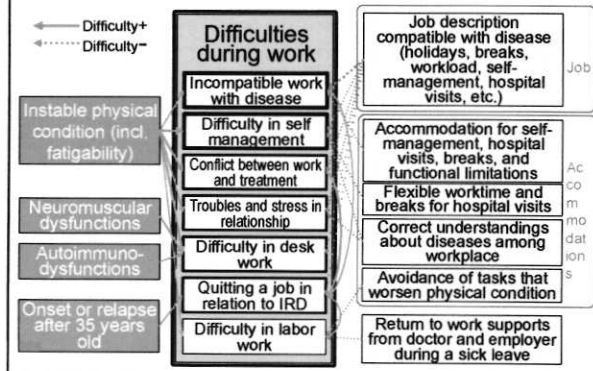 Difficulty+
Difficulty−
Difficulties
during work
Incompatible work
with disease
Difficulty in self
management
Conflict between work
and treatment
Troubles and stress in
relationship
Difficulty in desk
work
Quitting a job in
relation to IRD
Difficulty in labor
work
Instable physical
condition (incl.
fatigability)
Neuromuscular
dysfunctions
Autoimmuno-
dysfunctions
Onset or relapse
after 35 years
old
Job description
compatible with disease
(holidays, breaks,
workload, self-
management, hospital
visits, etc.)
Job
Accommodation for self-
management, hospital
visits, breaks, and
functional limitations
Flexible worktime and
breaks for hospital visits
Correct understandings
about diseases among
workplace
Avoidance of tasks that
worsen physical condition
Ac
co
m
mo
dat
ion
s
Return to work supports
from doctor and employer
during a sick leave